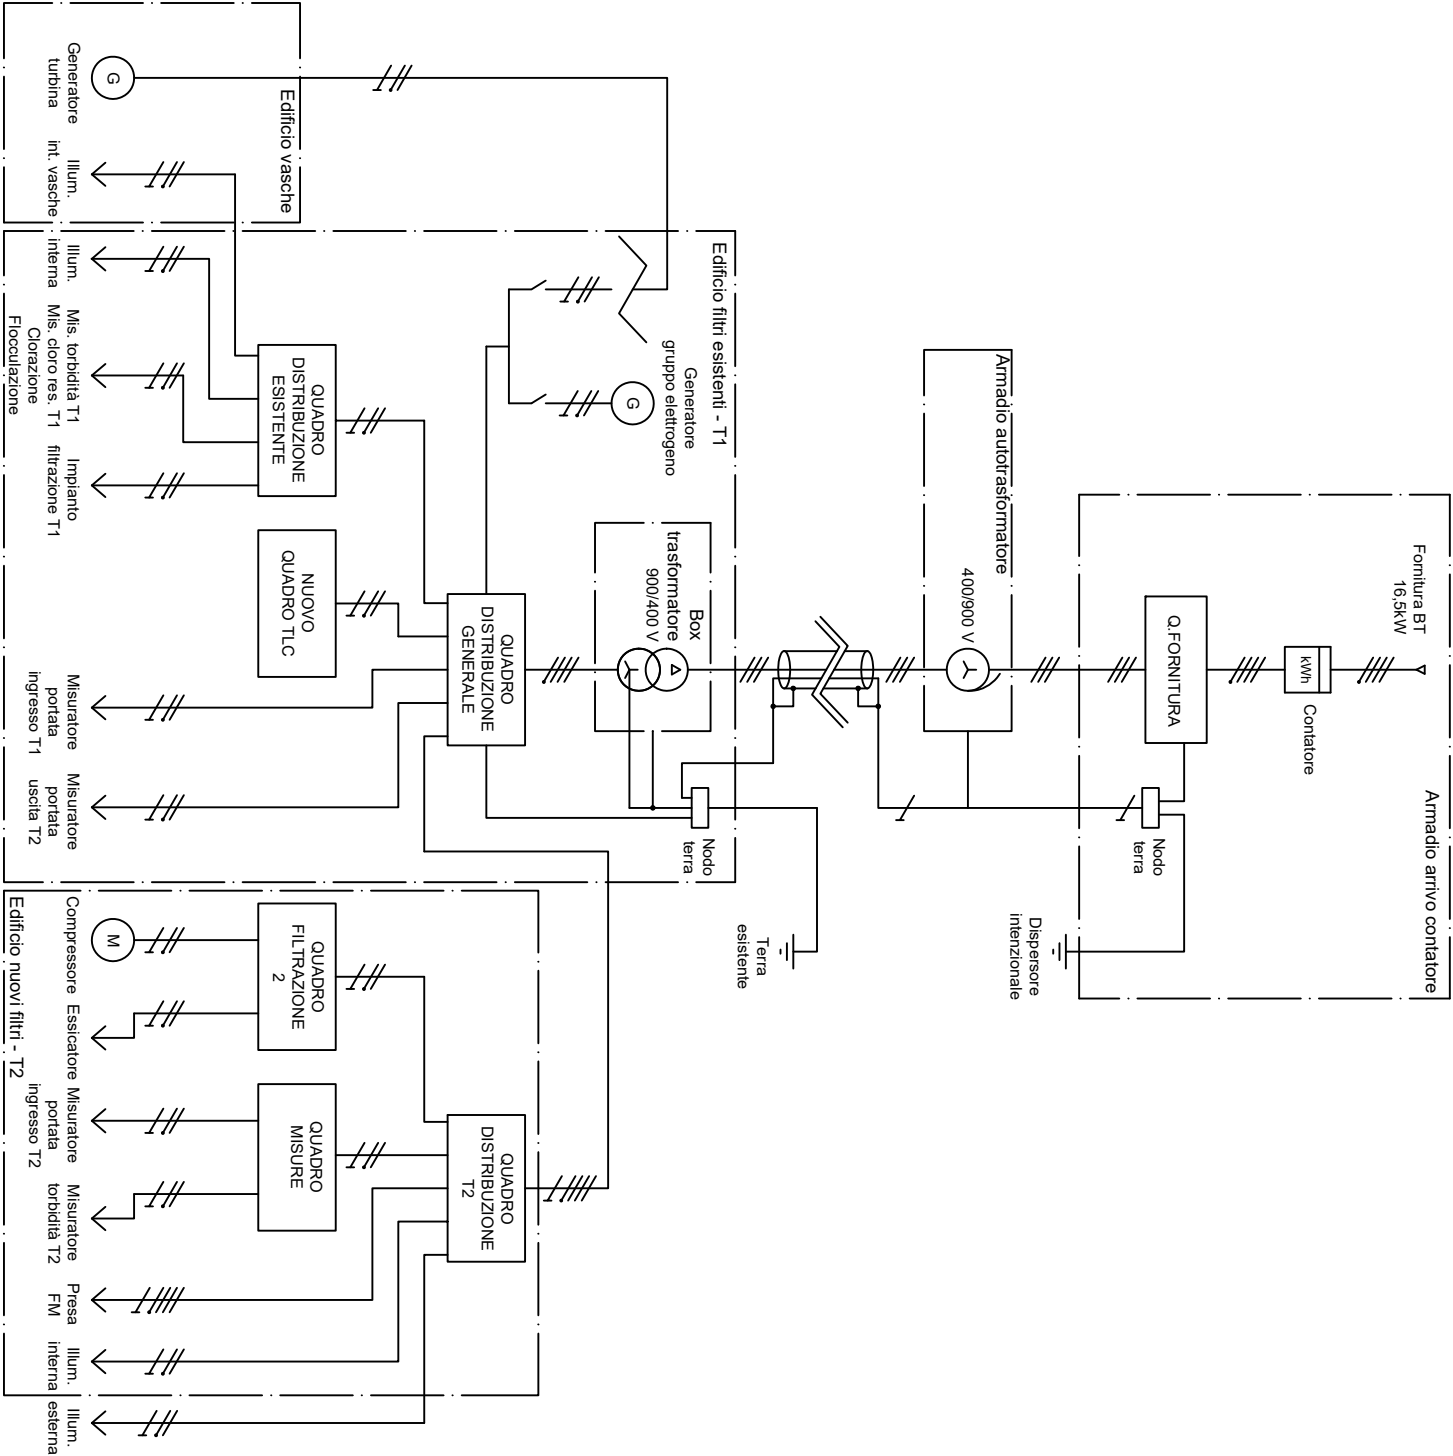 Fornitura BT
16,5kW
Armadio arrivo contatore
kWh
Contatore
Q.FORNITURA
Nodo
terra
Dispersore
intenzionale
Armadio autotrasformatore
400/900 V
Edificio filtri esistenti - T1
Generatore
gruppo elettrogeno
G
Box
trasformatore
900/400 V
Nodo
terra
Terra
esistente
Edificio vasche
G
Generatore
turbina
Illum.
int. vasche
QUADRO
DISTRIBUZIONE
GENERALE
QUADRO
DISTRIBUZIONE
ESISTENTE
NUOVO
QUADRO TLC
Illum.
interna
Mis. torbidità T1
Mis. cloro res. T1
Clorazione
Flocculazione
Impianto
filtrazione T1
Misuratore
portata
ingresso T1
Misuratore
portata
uscita T2
QUADRO
DISTRIBUZIONE
T2
QUADRO
FILTRAZIONE
2
QUADRO
MISURE
M
Compressore
Essicatore
Misuratore
portata
ingresso T2
Misuratore
torbidità T2
Presa
FM
Illum.
interna
Illum.
esterna
Edificio nuovi filtri - T2